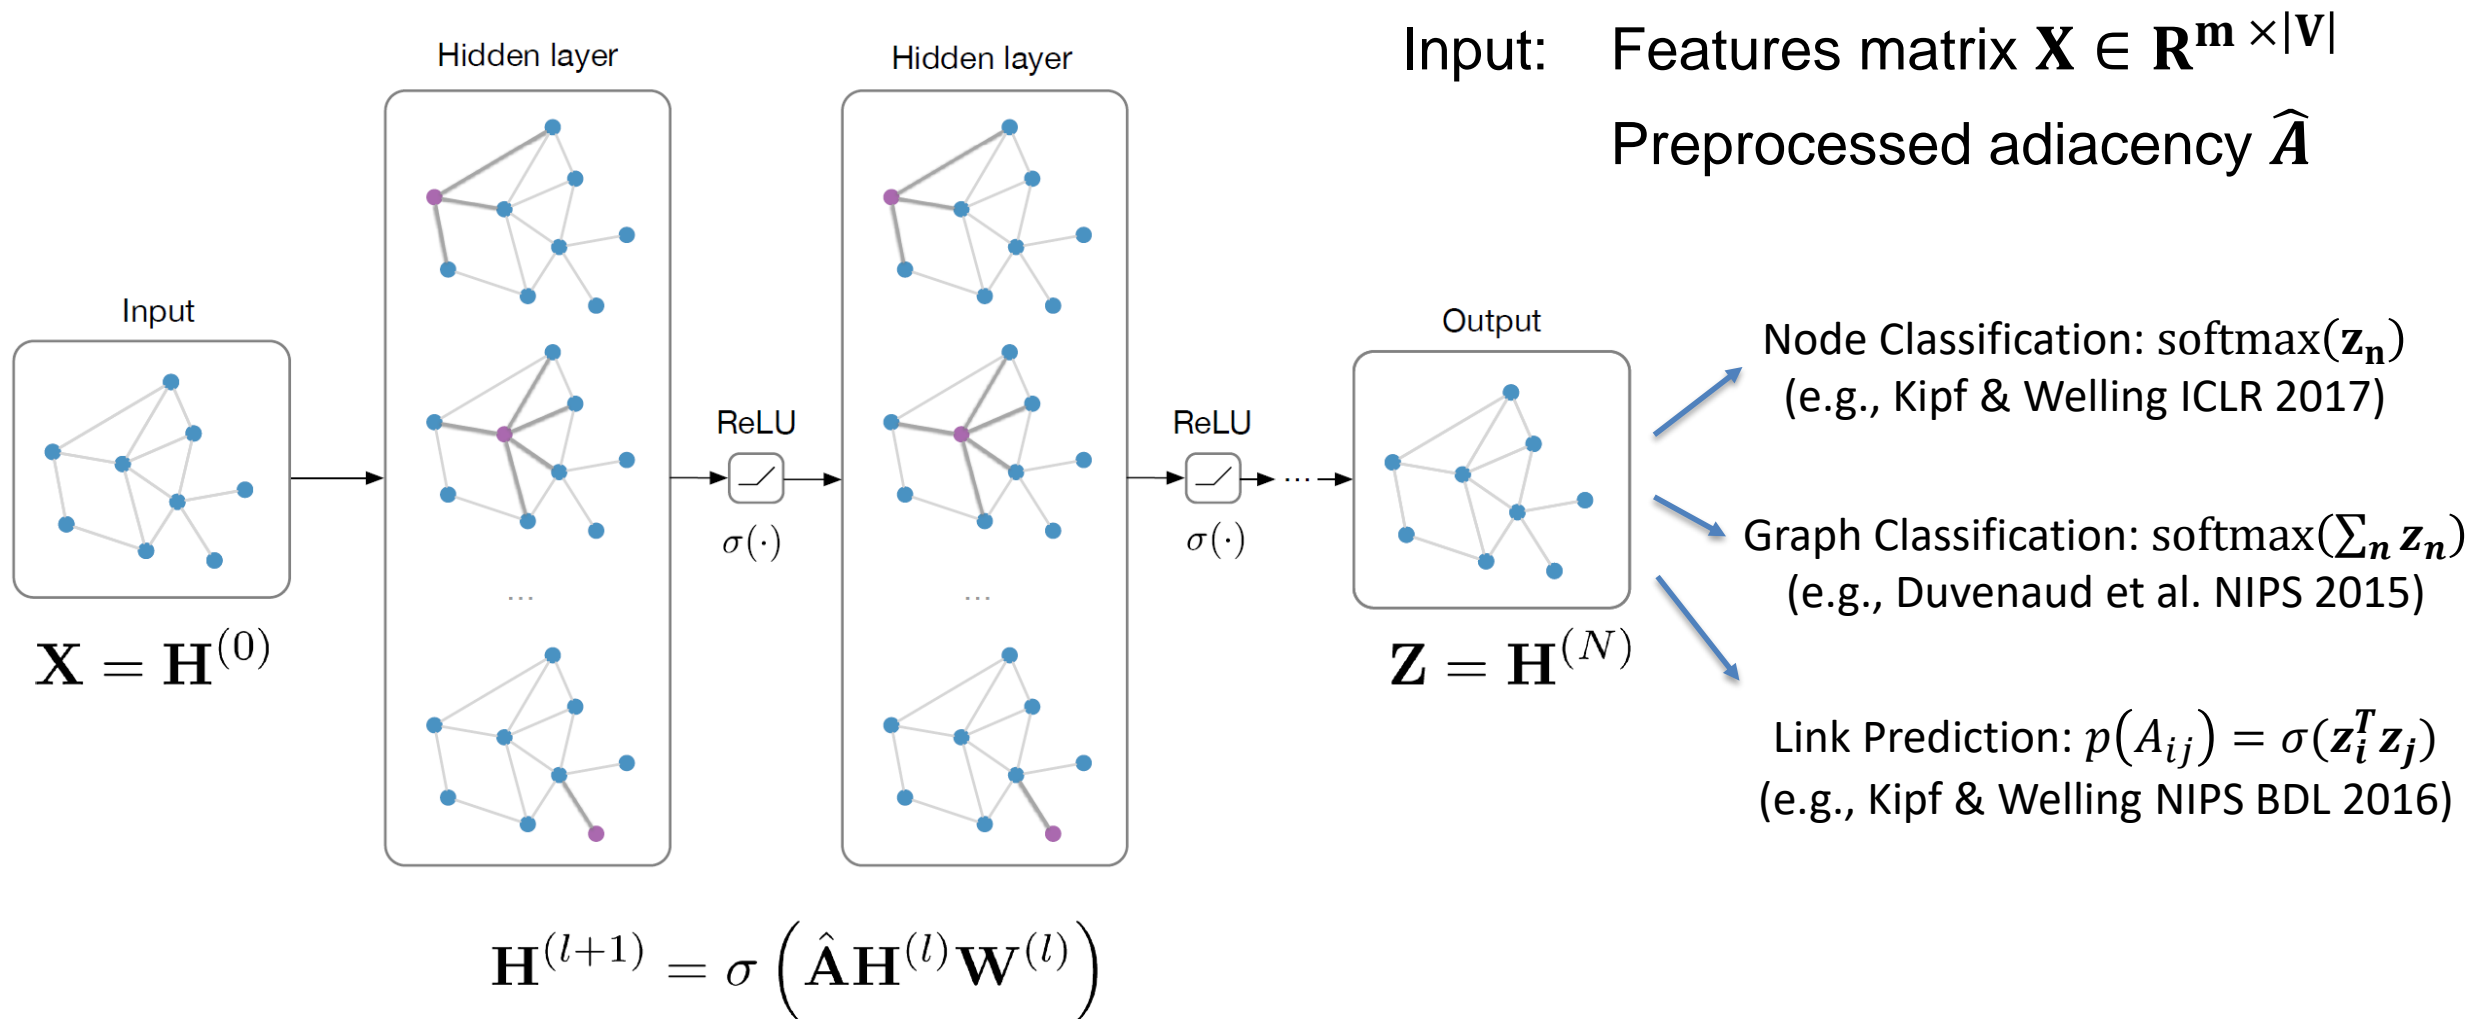 Input: Features matrix X ∈ R^{m ×|V|}
Preprocessed adiacency Â
Hidden layer
Hidden layer
Input
ReLU
σ(·)
ReLU
σ(·)
...
...
...
Output
X = H^{(0)}
Z = H^{(N)}
H^{(l+1)} = σ(ÂH^{(l)}W^{(l)})
Node Classification: softmax(z_n)
(e.g., Kipf & Welling ICLR 2017)
Graph Classification: softmax(∑_n z_n)
(e.g., Duvenaud et al. NIPS 2015)
Link Prediction: p(A_{ij}) = σ(z_i^T z_j)
(e.g., Kipf & Welling NIPS BDL 2016)